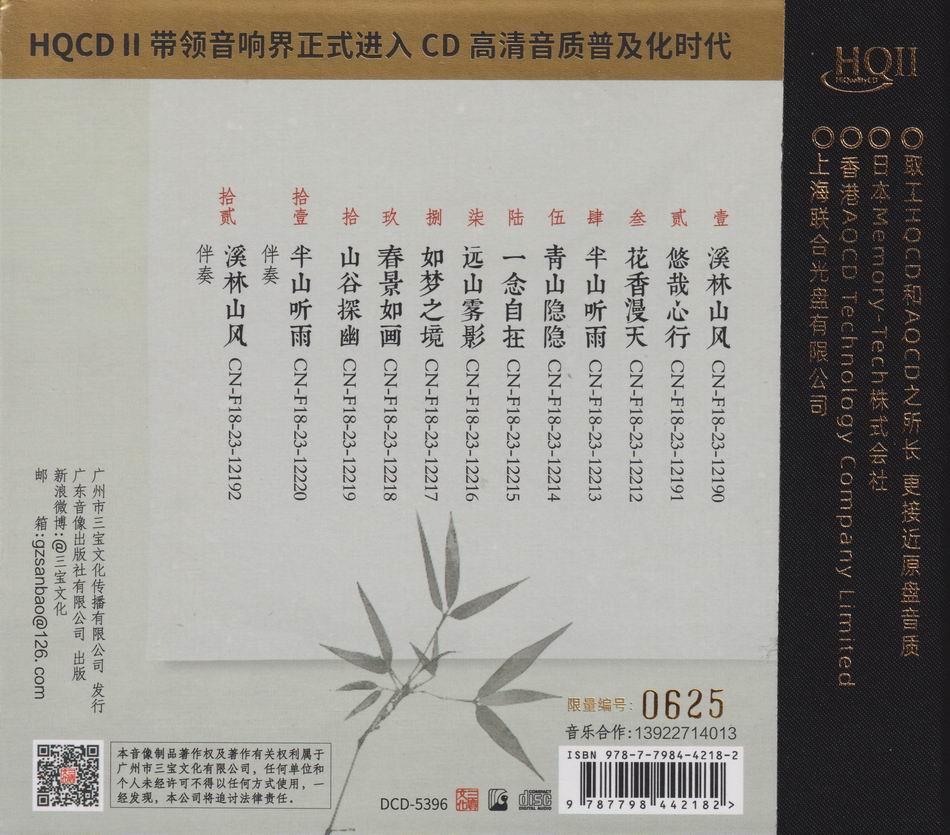 HQCD II 带领音响界正式进入 CD 高清音质普及化时代
HQII
HiQualityCD
◎取工HQCD和AQCD之所长 更接近原盘音质
◎日本Memory-Tech株式会社
◎香港AQCD Technology Company Limited
◎上海联合光盘有限公司
壹 溪林山风 CN-F18-23-12190
贰 悠哉心行 CN-F18-23-12191
叁 花香漫天 CN-F18-23-12212
肆 半山听雨 CN-F18-23-12213
伍 青山隐隐 CN-F18-23-12214
陆 一念自在 CN-F18-23-12215
柒 远山雾影 CN-F18-23-12216
捌 如梦之境 CN-F18-23-12217
玖 春景如画 CN-F18-23-12218
拾 山谷探幽 CN-F18-23-12219
拾壹 半山听雨 CN-F18-23-12220
伴奏
拾贰 溪林山风 CN-F18-23-12192
伴奏
广州市三宝文化传播有限公司 发行
广东音像出版社有限公司 出版
新浪微博:@三宝文化
邮 箱:gzsanbao@126.com
限量编号: 0625
音乐合作:13922714013
ISBN 978-7-7984-4218-2
9 787798 442182 >
本音像制品著作权及著作有关权利属于
广州市三宝文化有限公司，任何单位和
个人未经许可不得以任何方式使用，一
经发现，本公司将追讨法律责任。
DCD-5396
三宝文化
COMPACT disc DIGITAL AUDIO